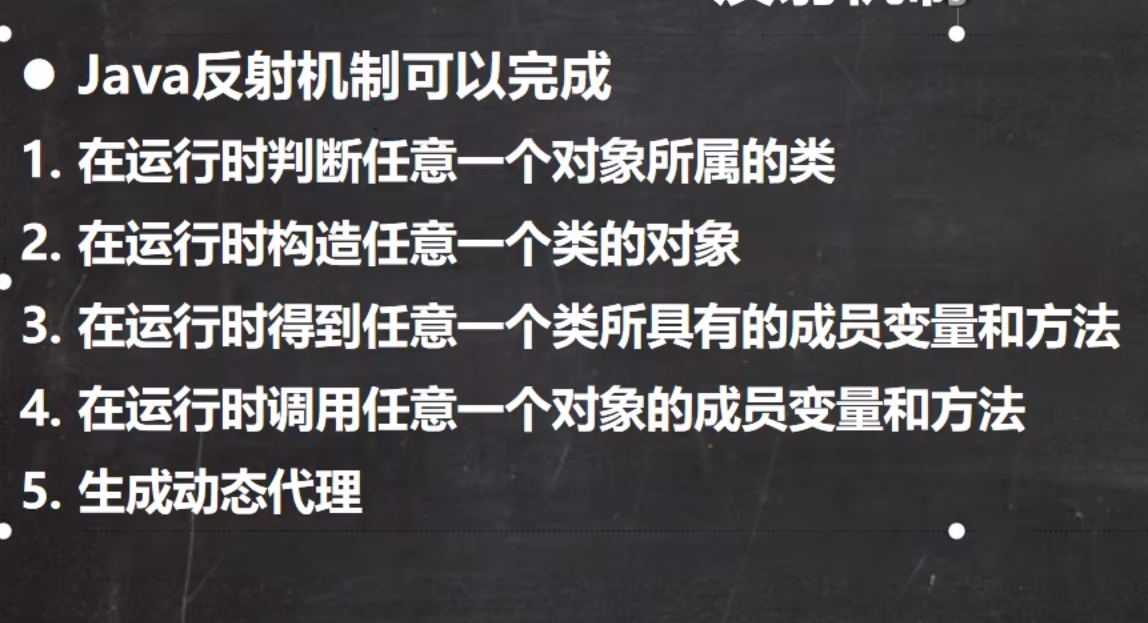 ● Java反射机制可以完成
1. 在运行时判断任意一个对象所属的类
2. 在运行时构造任意一个类的对象
3. 在运行时得到任意一个类所具有的成员变量和方法
4. 在运行时调用任意一个对象的成员变量和方法
5. 生成动态代理